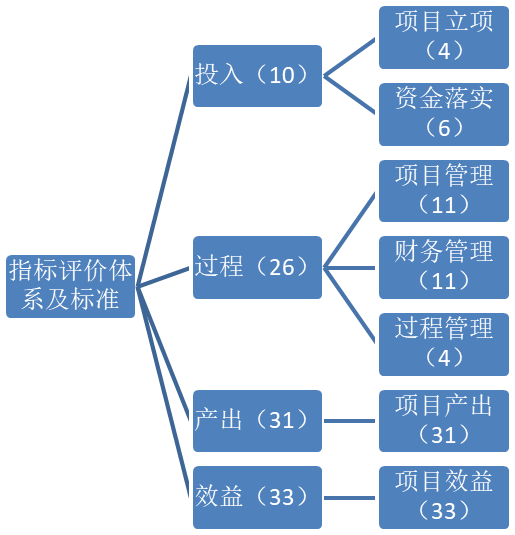 指标评价体
系及标准
投入（10）
项目立项
（4）
资金落实
（6）
过程（26）
项目管理
（11）
财务管理
（11）
过程管理
（4）
产出（31）
项目产出
（31）
效益（33）
项目效益
（33）